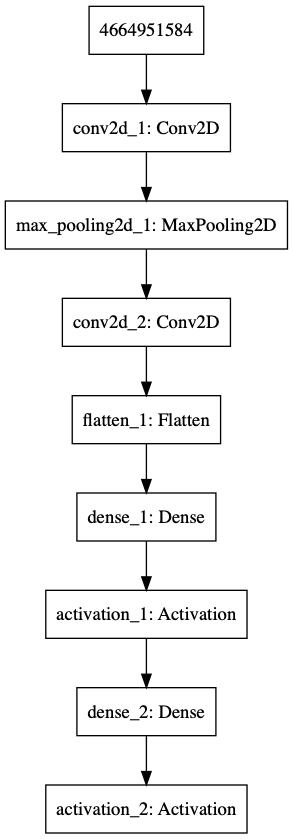 4664951584
conv2d_1: Conv2D
max_pooling2d_1: MaxPooling2D
conv2d_2: Conv2D
flatten_1: Flatten
dense_1: Dense
activation_1: Activation
dense_2: Dense
activation_2: Activation